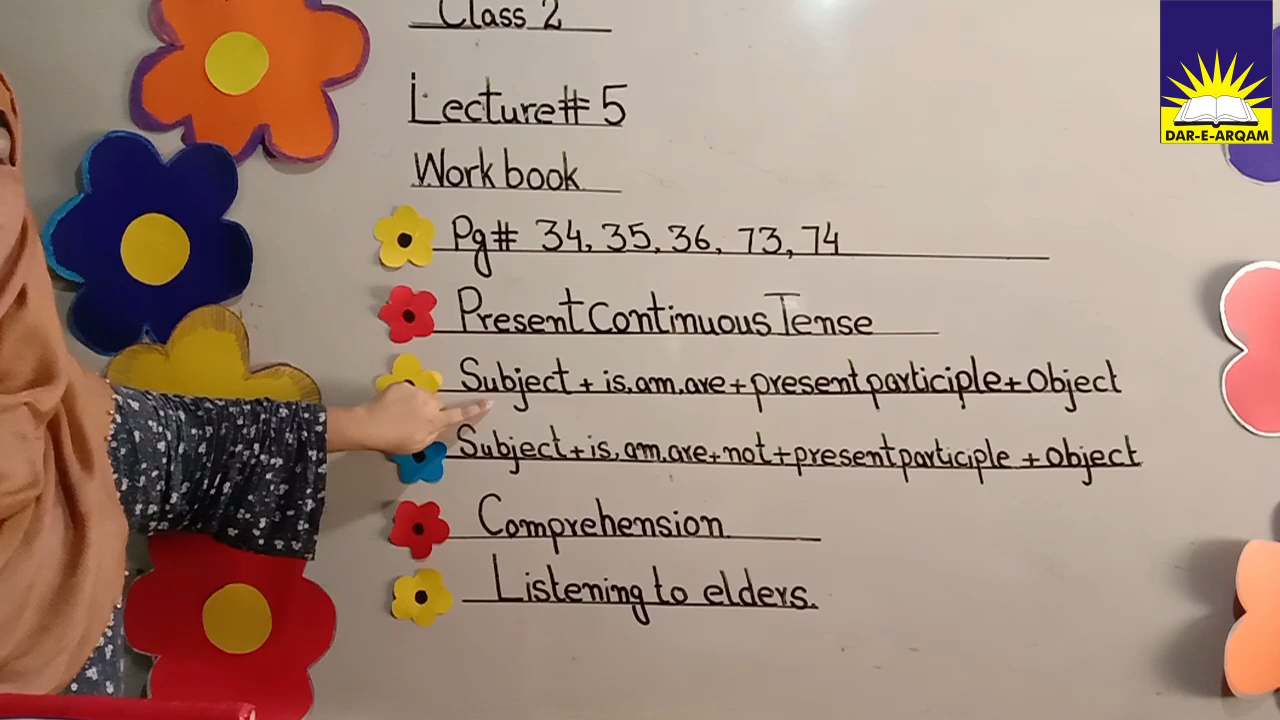 Class 2
Lecture# 5
Workbook
Pg# 34, 35, 36, 73, 74
Present Continuous Tense
Subject + is, am, are + present participle + Object
Subject + is, am, are + not + present participle + Object
Comprehension
Listening to elders.
DAR-E-ARQAM